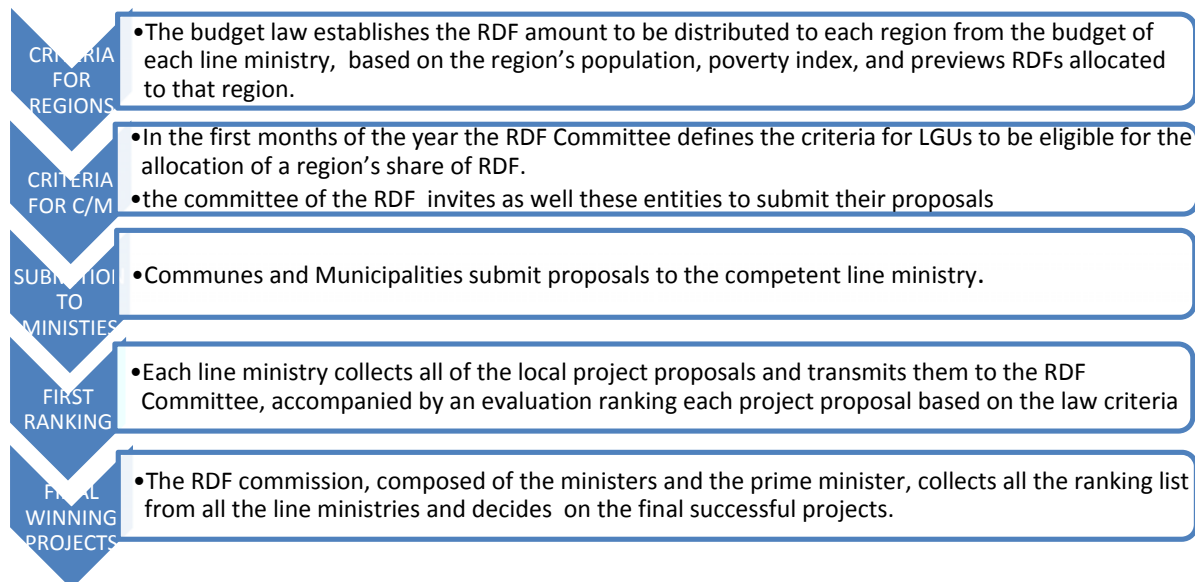 CRITERIA
FOR
REGIONS
•The budget law establishes the RDF amount to be distributed to each region from the budget of
each line ministry, based on the region's population, poverty index, and previews RDFs allocated
to that region.
CRITERIA
FOR C/M
•In the first months of the year the RDF Committee defines the criteria for LGUs to be eligible for the
allocation of a region's share of RDF.
•the committee of the RDF invites as well these entities to submit their proposals
TO
MINISTIES
•Communes and Municipalities submit proposals to the competent line ministry.
FIRST
RANKING
•Each line ministry collects all of the local project proposals and transmits them to the RDF
Committee, accompanied by an evaluation ranking each project proposal based on the law criteria
FINAL
WINNING
PROJECTS
•The RDF commission, composed of the ministers and the prime minister, collects all the ranking list
from all the line ministries and decides on the final successful projects.